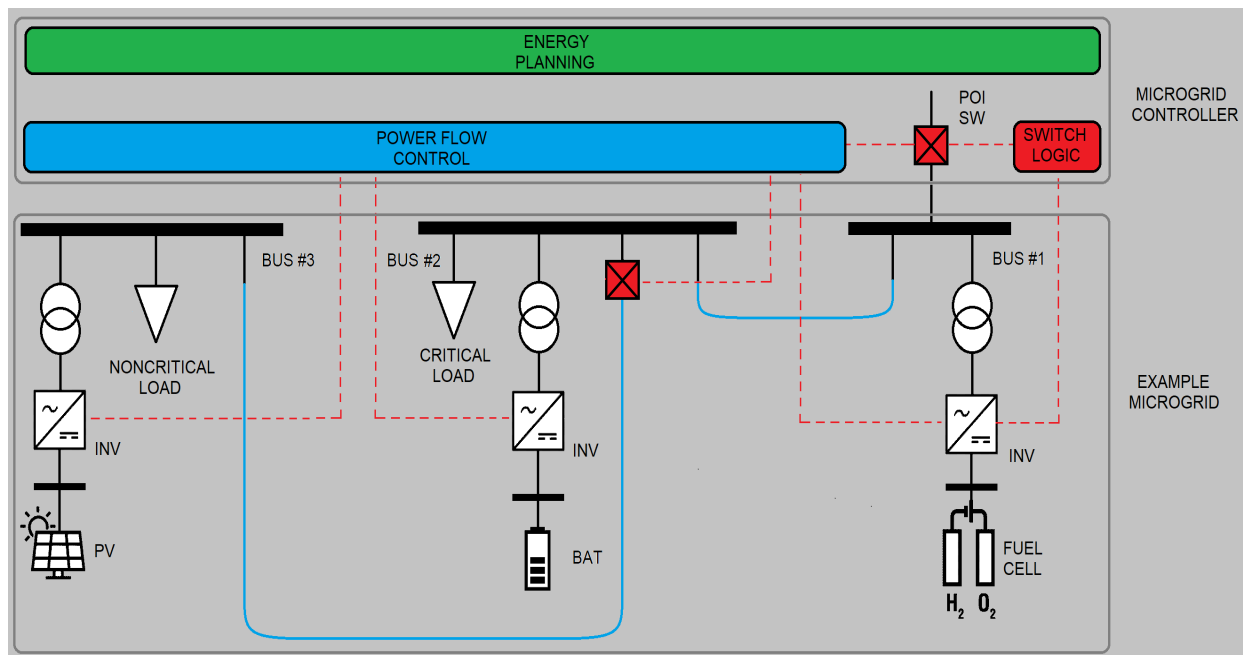 ENERGY
PLANNING
POI
SW
MICROGRID
CONTROLLER
POWER FLOW
CONTROL
SWITCH
LOGIC
BUS #3
BUS #2
BUS #1
NONCRITICAL
LOAD
CRITICAL
LOAD
EXAMPLE
MICROGRID
INV
INV
INV
PV
BAT
FUEL
CELL
H₂ O₂